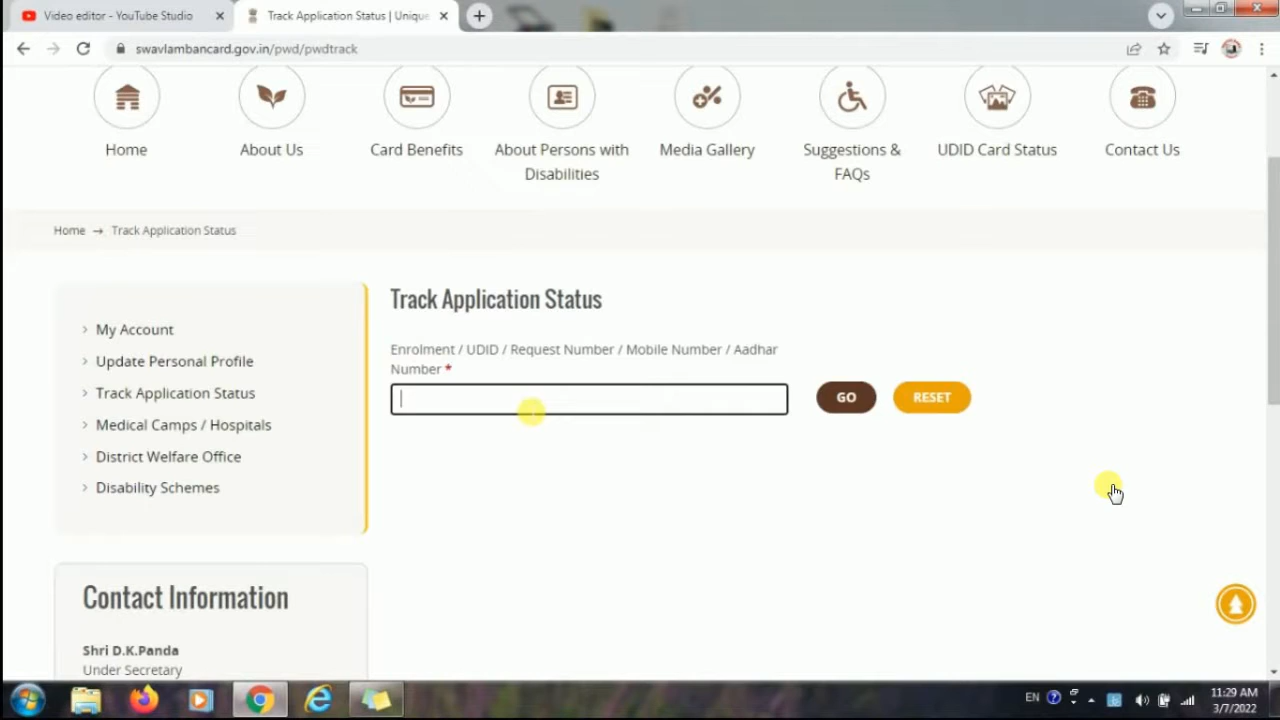 Video editor - YouTube Studio
Track Application Status | Unique
swavlambancard.gov.in/pwd/pwdtrack
Home
About Us
Card Benefits
About Persons with
Disabilities
Media Gallery
Suggestions &
FAQs
UDID Card Status
Contact Us
Home → Track Application Status
My Account
Update Personal Profile
Track Application Status
Medical Camps / Hospitals
District Welfare Office
Disability Schemes
Track Application Status
Enrolment / UDID / Request Number / Mobile Number / Aadhar
Number *
GO
RESET
Contact Information
Shri D.K.Panda
Under Secretary
EN
11:29 AM
3/7/2022